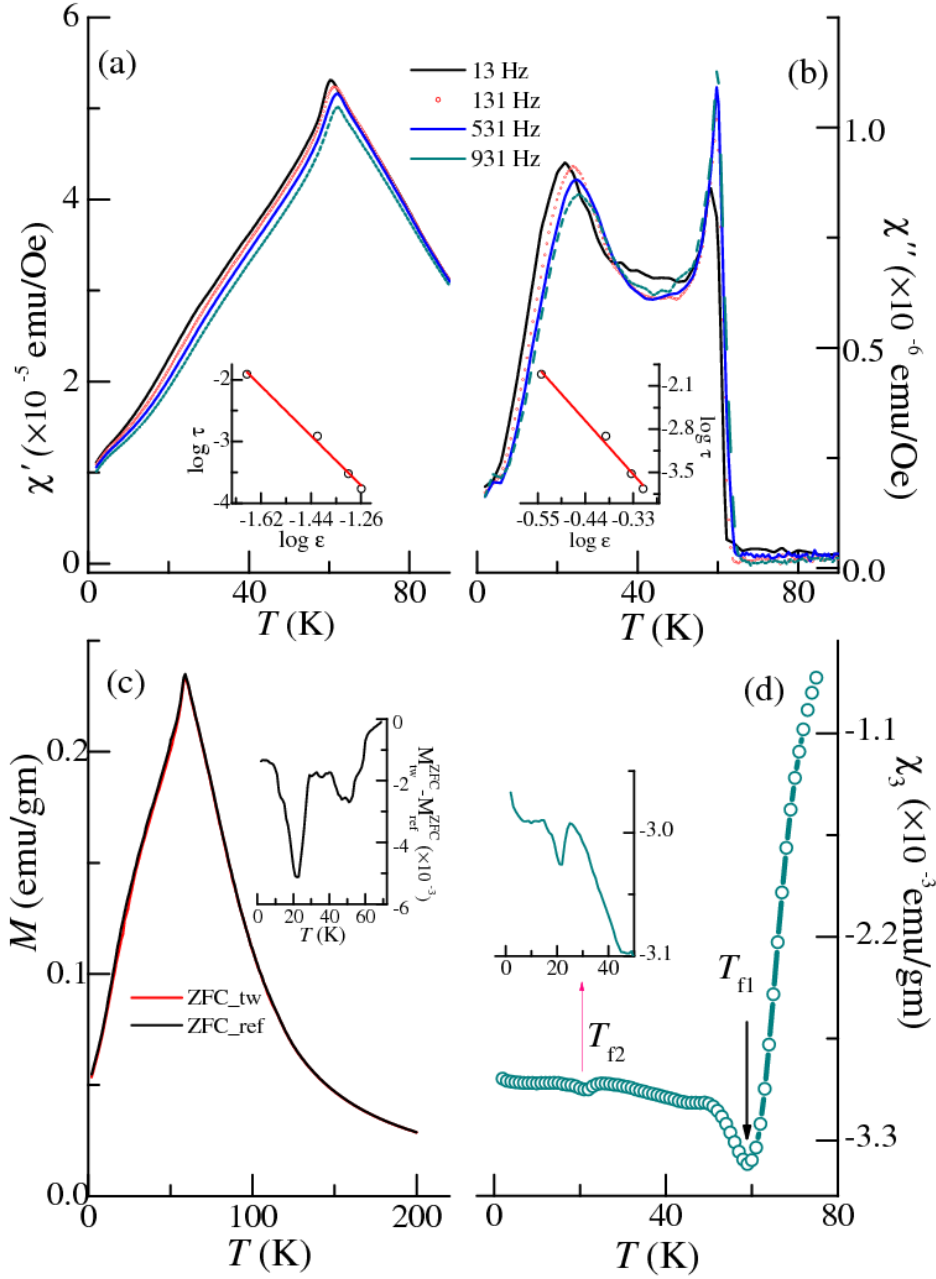 (a)
6
4
2
0
χ′ (×10⁻⁵ emu/Oe)
0
40
80
T (K)
13 Hz
131 Hz
531 Hz
931 Hz
-2
-3
-4
log τ
-1.62 -1.44 -1.26
log ε
(b)
1.0
0.5
0.0
χ′′ (×10⁻⁶ emu/Oe)
0
40
80
T (K)
-2.1
-2.8
-3.5
log τ
-0.55 -0.44 -0.33
log ε
(c)
0.2
0.1
0.0
M (emu/gm)
0
100
200
T (K)
ZFC_tw
ZFC_ref
0
-2
-4
-6
M_tw^ZFC-M_ref^ZFC (×10⁻³)
0 20 40 60
T (K)
(d)
-1.1
-2.2
-3.3
χ₃ (×10⁻³ emu/gm)
0
40
80
T (K)
-3.0
-3.1
0 20 40
T_f1
T_f2